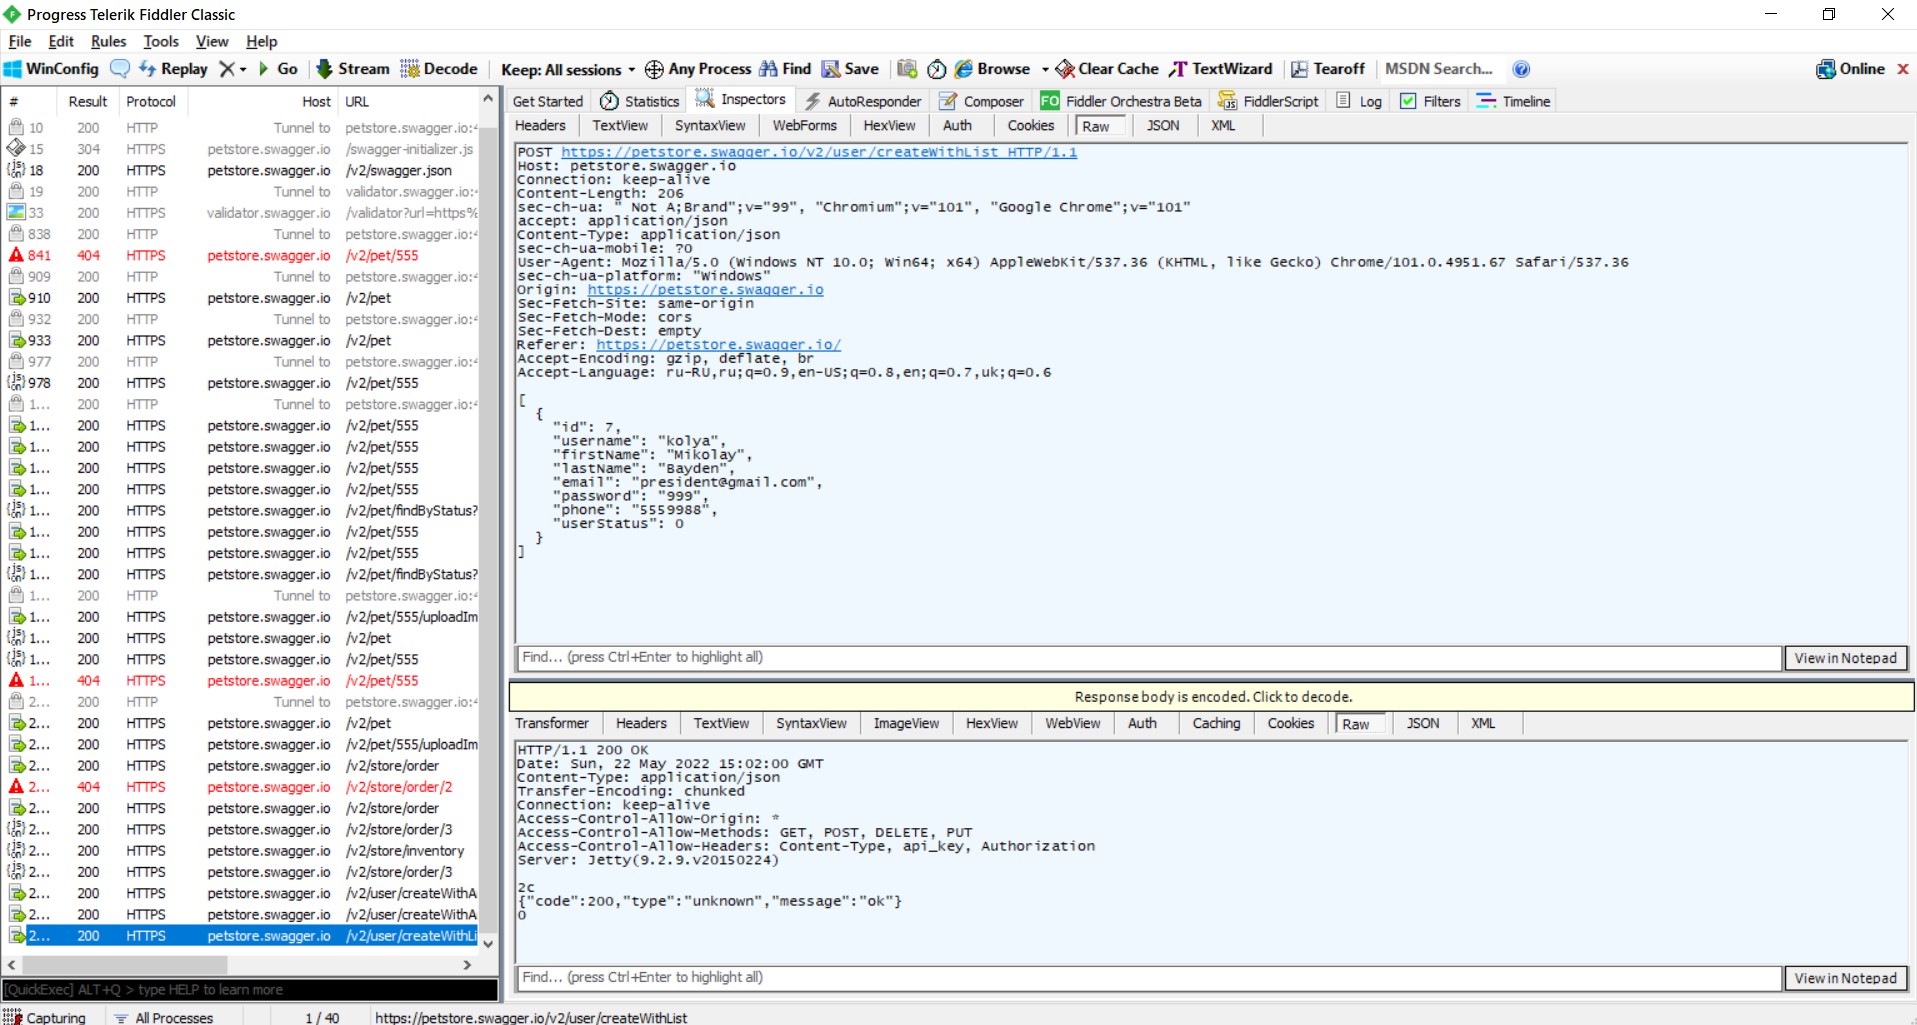 Progress Telerik Fiddler Classic
File Edit Rules Tools View Help
WinConfig Replay Go Stream Decode Keep: All sessions Any Process Find Save Browse Clear Cache TextWizard Tearoff MSDN Search... Online
# Result Protocol Host URL
10 200 HTTP Tunnel to petstore.swagger.io:4
15 304 HTTPS petstore.swagger.io /swagger-initializer.js
18 200 HTTPS petstore.swagger.io /v2/swagger.json
19 200 HTTP Tunnel to validator.swagger.io:4
33 200 HTTPS validator.swagger.io /validator?url=https%
838 200 HTTP Tunnel to petstore.swagger.io:4
841 404 HTTPS petstore.swagger.io /v2/pet/555
909 200 HTTP Tunnel to petstore.swagger.io:4
910 200 HTTPS petstore.swagger.io /v2/pet
932 200 HTTP Tunnel to petstore.swagger.io:4
933 200 HTTPS petstore.swagger.io /v2/pet
977 200 HTTP Tunnel to petstore.swagger.io:4
978 200 HTTPS petstore.swagger.io /v2/pet/555
1... 200 HTTP Tunnel to petstore.swagger.io:4
1... 200 HTTPS petstore.swagger.io /v2/pet/555
1... 200 HTTPS petstore.swagger.io /v2/pet/555
1... 200 HTTPS petstore.swagger.io /v2/pet/555
1... 200 HTTPS petstore.swagger.io /v2/pet/555
1... 200 HTTPS petstore.swagger.io /v2/pet/findByStatus?
1... 200 HTTPS petstore.swagger.io /v2/pet/555
1... 200 HTTPS petstore.swagger.io /v2/pet/555
1... 200 HTTPS petstore.swagger.io /v2/pet/findByStatus?
1... 200 HTTP Tunnel to petstore.swagger.io:4
1... 200 HTTPS petstore.swagger.io /v2/pet/555/uploadIm
1... 200 HTTPS petstore.swagger.io /v2/pet
1... 200 HTTPS petstore.swagger.io /v2/pet/555
1... 404 HTTPS petstore.swagger.io /v2/pet/555
2... 200 HTTP Tunnel to petstore.swagger.io:4
2... 200 HTTPS petstore.swagger.io /v2/pet
2... 200 HTTPS petstore.swagger.io /v2/pet/555/uploadIm
2... 200 HTTPS petstore.swagger.io /v2/store/order
2... 404 HTTPS petstore.swagger.io /v2/store/order/2
2... 200 HTTPS petstore.swagger.io /v2/store/order
2... 200 HTTPS petstore.swagger.io /v2/store/order/3
2... 200 HTTPS petstore.swagger.io /v2/store/inventory
2... 200 HTTPS petstore.swagger.io /v2/store/order/3
2... 200 HTTPS petstore.swagger.io /v2/user/createWithA
2... 200 HTTPS petstore.swagger.io /v2/user/createWithA
2... 200 HTTPS petstore.swagger.io /v2/user/createWithLi
[QuickExec] ALT+Q > type HELP to learn more
Get Started Statistics Inspectors AutoResponder Composer FO Fiddler Orchestra Beta FiddlerScript Log Filters Timeline
Headers TextView SyntaxView WebForms HexView Auth Cookies Raw JSON XML
POST https://petstore.swagger.io/v2/user/createWithList HTTP/1.1
Host: petstore.swagger.io
Connection: keep-alive
Content-Length: 206
sec-ch-ua: " Not A;Brand";v="99", "Chromium";v="101", "Google Chrome";v="101"
accept: application/json
Content-Type: application/json
sec-ch-ua-mobile: ?0
User-Agent: Mozilla/5.0 (Windows NT 10.0; Win64; x64) AppleWebKit/537.36 (KHTML, like Gecko) Chrome/101.0.4951.67 Safari/537.36
sec-ch-ua-platform: "Windows"
Origin: https://petstore.swagger.io
Sec-Fetch-Site: same-origin
Sec-Fetch-Mode: cors
Sec-Fetch-Dest: empty
Referer: https://petstore.swagger.io/
Accept-Encoding: gzip, deflate, br
Accept-Language: ru-RU,ru;q=0.9,en-US;q=0.8,en;q=0.7,uk;q=0.6
[
{
"id": 7,
"username": "kolya",
"firstName": "Mikolay",
"lastName": "Bayden",
"email": "president@gmail.com",
"password": "999",
"phone": "5559988",
"userStatus": 0
}
]
Find... (press Ctrl+Enter to highlight all) View in Notepad
Response body is encoded. Click to decode.
Transformer Headers TextView SyntaxView ImageView HexView WebView Auth Caching Cookies Raw JSON XML
HTTP/1.1 200 OK
Date: Sun, 22 May 2022 15:02:00 GMT
Content-Type: application/json
Transfer-Encoding: chunked
Connection: keep-alive
Access-Control-Allow-Origin: *
Access-Control-Allow-Methods: GET, POST, DELETE, PUT
Access-Control-Allow-Headers: Content-Type, api_key, Authorization
Server: Jetty(9.2.9.v20150224)
2c
{"code":200,"type":"unknown","message":"ok"}
0
Find... (press Ctrl+Enter to highlight all) View in Notepad
Capturing All Processes 1 / 40 https://petstore.swagger.io/v2/user/createWithList